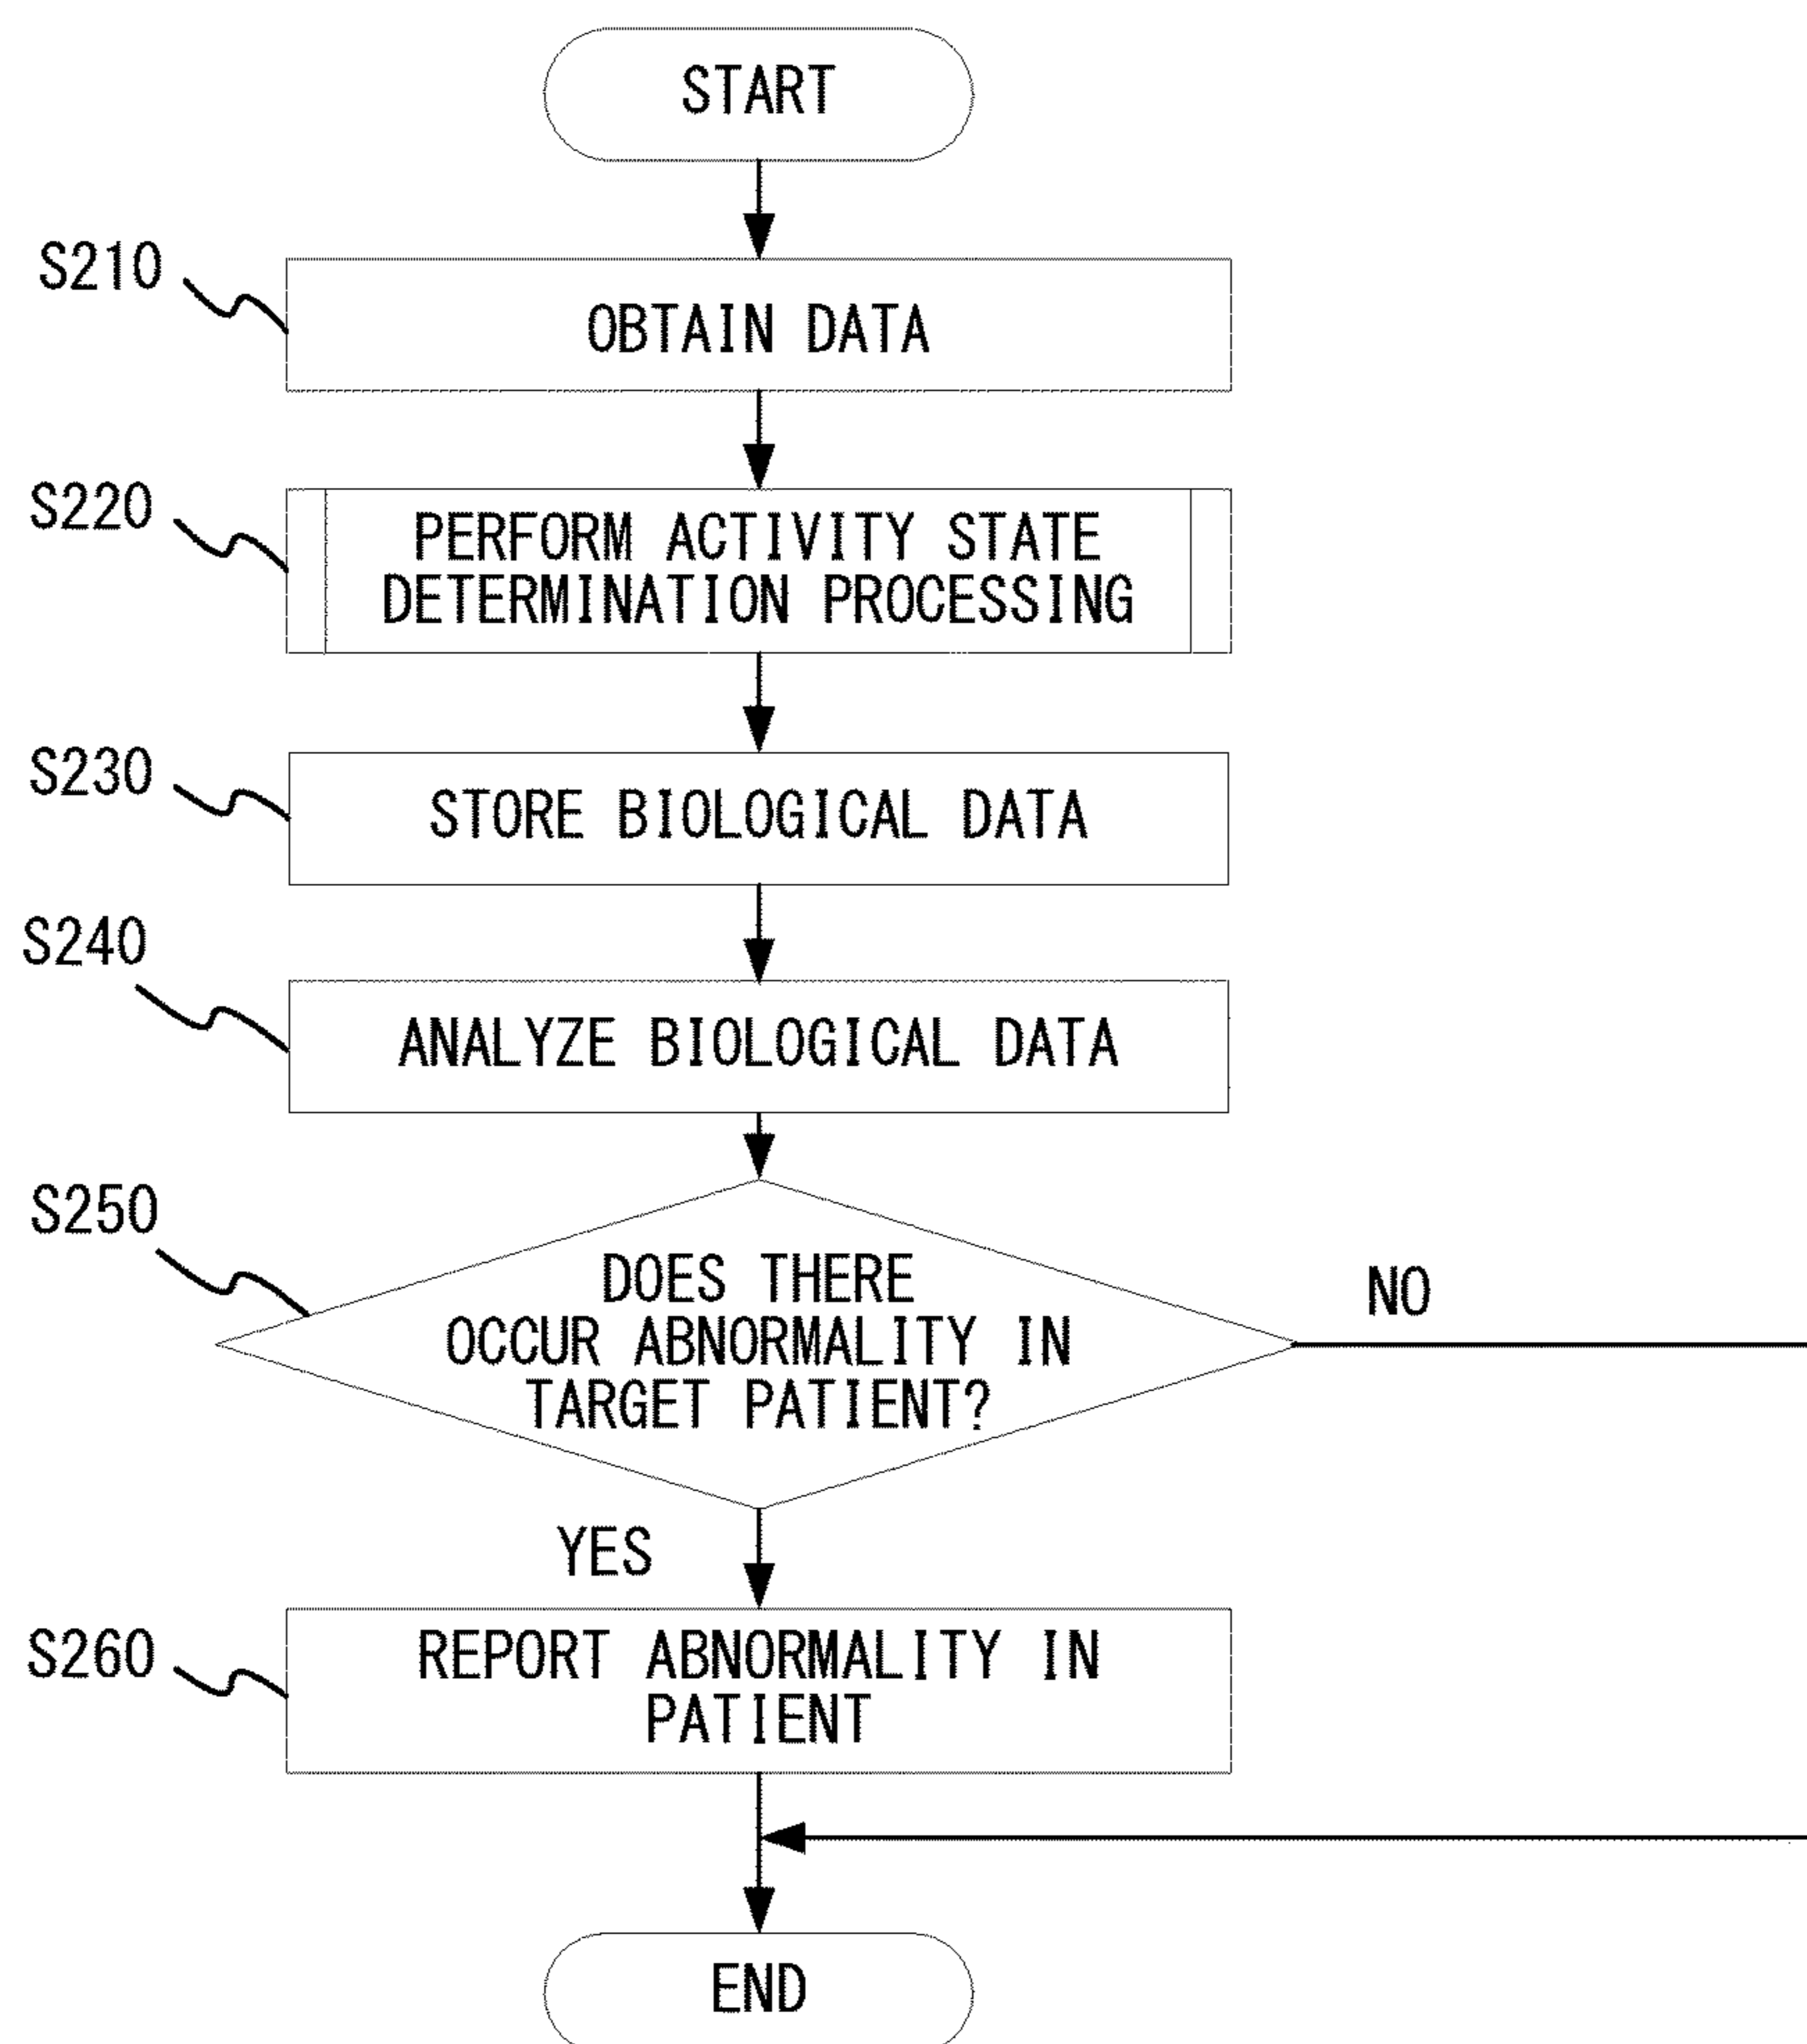 START
S210
OBTAIN DATA
S220
PERFORM ACTIVITY STATE
DETERMINATION PROCESSING
S230
STORE BIOLOGICAL DATA
S240
ANALYZE BIOLOGICAL DATA
S250
DOES THERE
OCCUR ABNORMALITY IN
TARGET PATIENT?
NO
YES
S260
REPORT ABNORMALITY IN
PATIENT
END